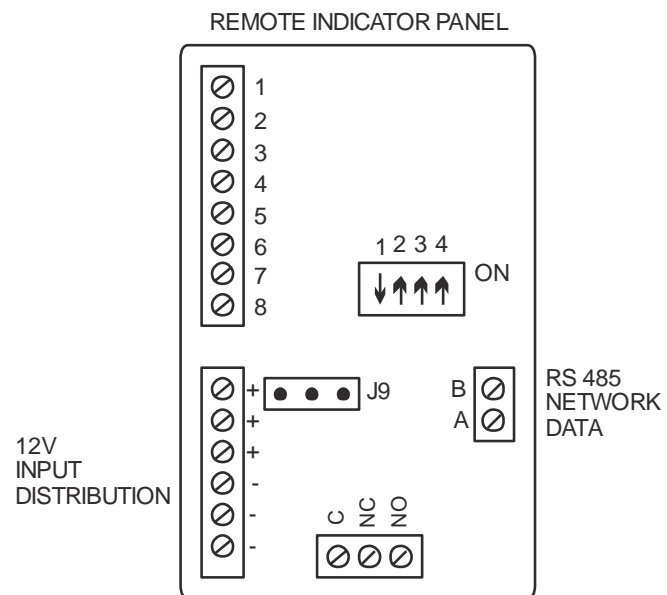 REMOTE INDICATOR PANEL
1
2
3
4
5
6
7
8
1 2 3 4
ON
+ J9
+
+
-
-
-
12V
INPUT
DISTRIBUTION
B
A
RS 485
NETWORK
DATA
C NC NO